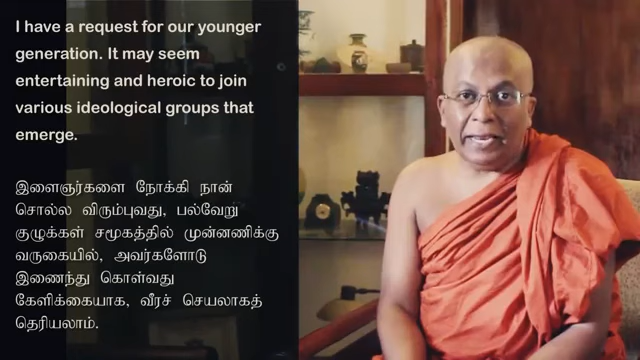 I have a request for our younger
generation. It may seem
entertaining and heroic to join
various ideological groups that
emerge.
இளைஞர்களை நோக்கி நான்
சொல்ல விரும்புவது, பல்வேறு
குழுக்கள் சமூகத்தில் முன்னணிக்கு
வருகையில், அவர்களோடு
இணைந்து கொள்வது
கேளிக்கையாக, வீரச் செயலாகத்
தெரியலாம்.